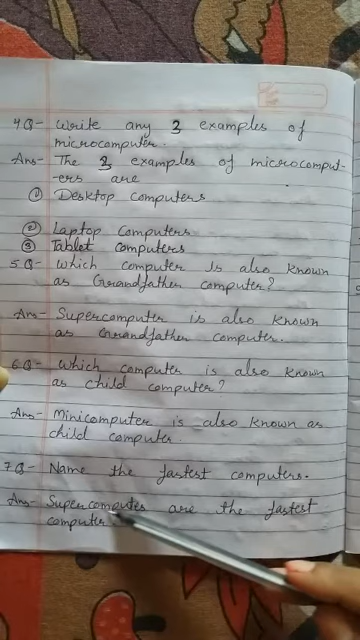 4Q- Write any 3 examples of
microcomputer.
Ans- The 3 examples of microcomput-
-ers are
① Desktop computers
② Laptop computers
③ Tablet computers
5Q- Which computer is also known
as Grandfather computer?
Ans- Supercomputer is also known
as Grandfather computer.
6Q- Which computer is also known
as child computer?
Ans- Minicomputer is also known as
child computer.
7Q- Name the fastest computers.
Ans- Supercomputes are the fastest
computer